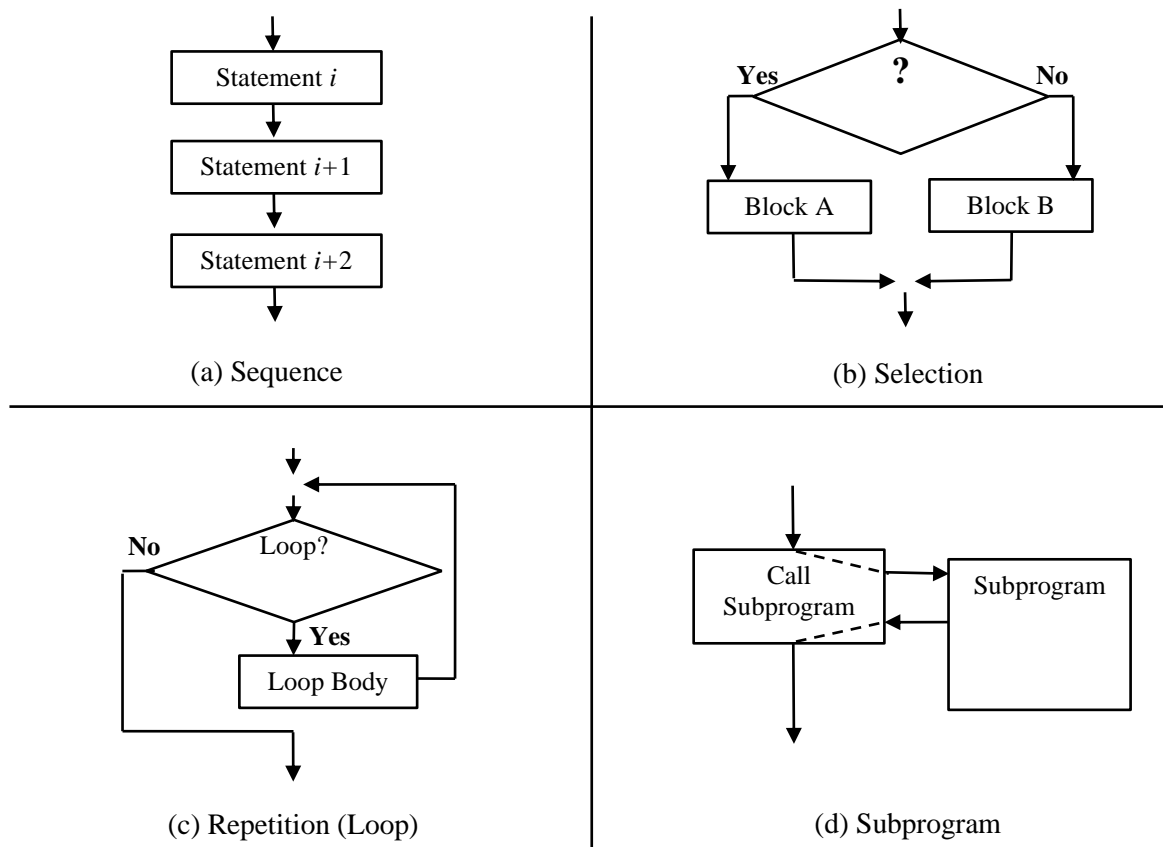 Statement i
Statement i+1
Statement i+2
(a) Sequence
?
Yes
No
Block A
Block B
(b) Selection
Loop?
No
Yes
Loop Body
(c) Repetition (Loop)
Call
Subprogram
Subprogram
(d) Subprogram